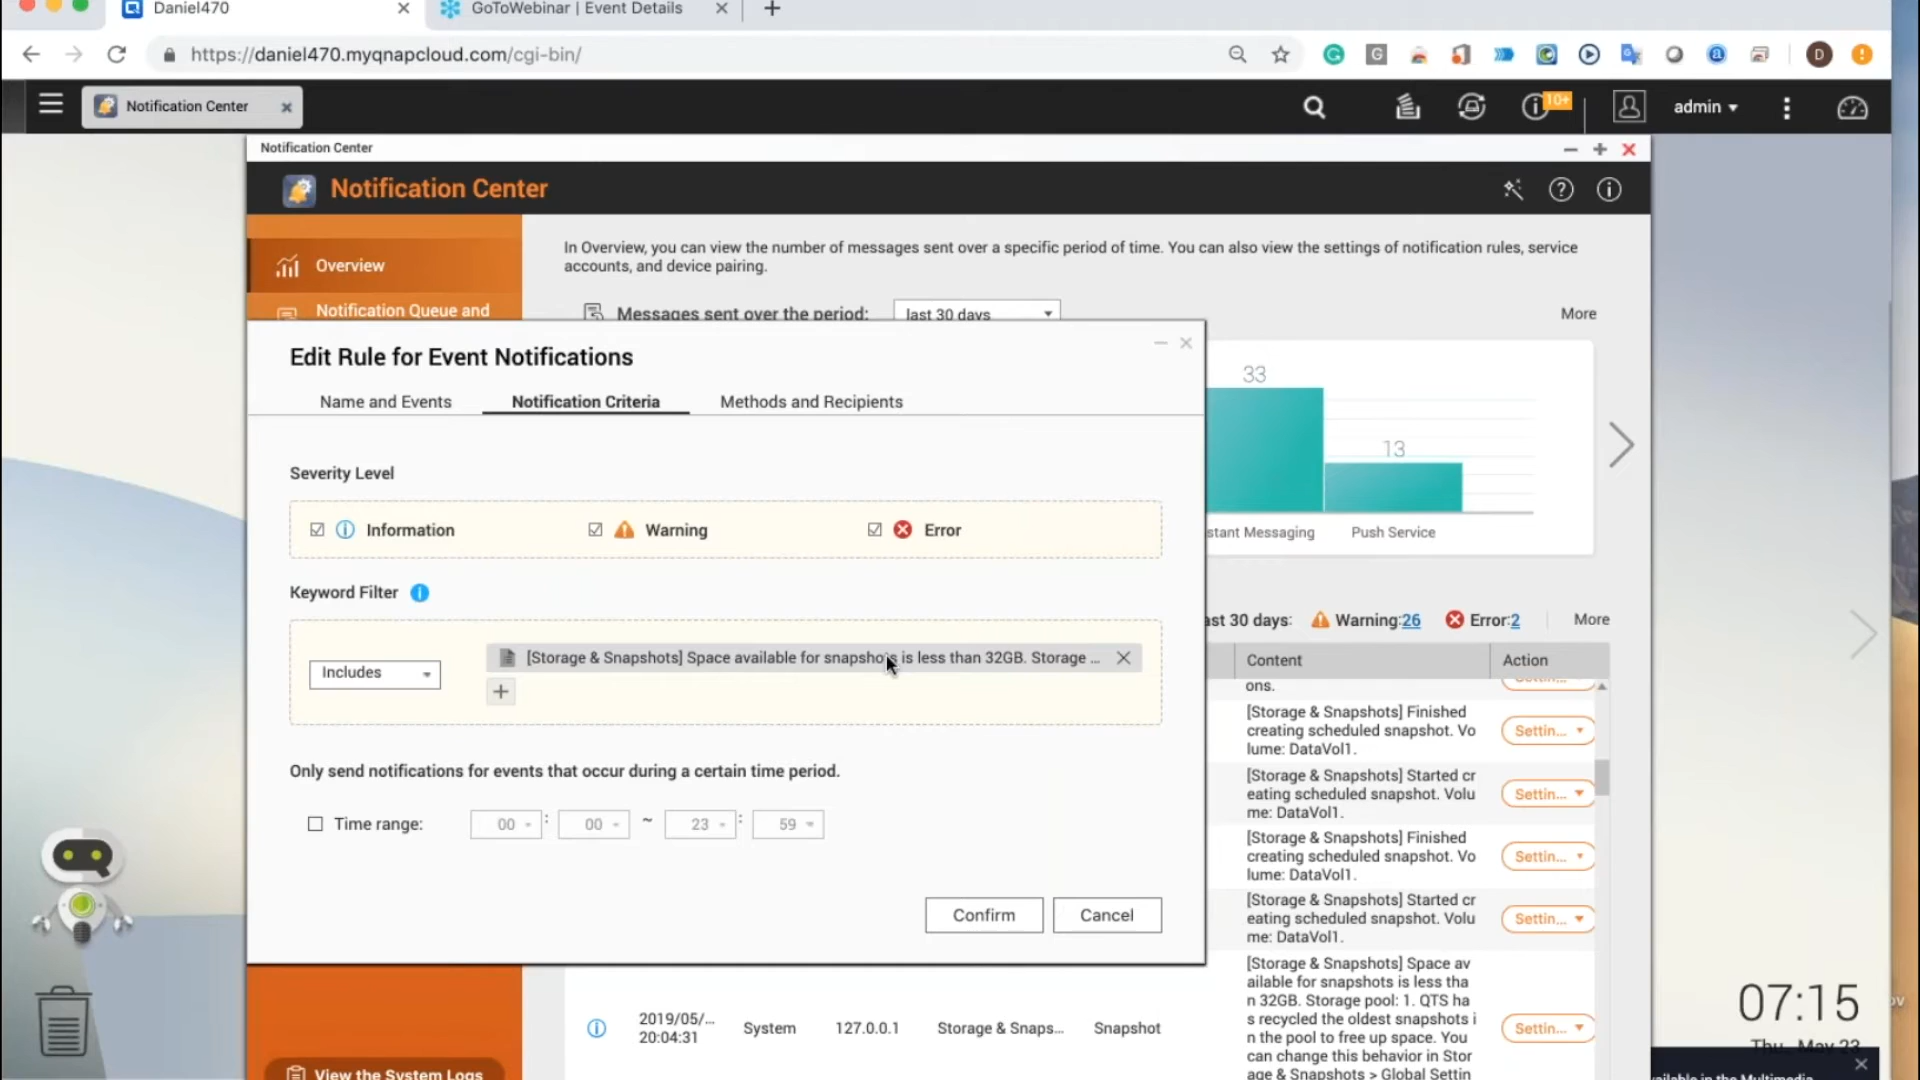 Daniel470
GoToWebinar | Event Details
https://daniel470.myqnapcloud.com/cgi-bin/
D
Notification Center
10+
admin
Notification Center
Notification Center
Overview
Notification Queue and
In Overview, you can view the number of messages sent over a specific period of time. You can also view the settings of notification rules, service
accounts, and device pairing.
Messages sent over the period:
last 30 days
More
33
13
stant Messaging
Push Service
Edit Rule for Event Notifications
Name and Events
Notification Criteria
Methods and Recipients
Severity Level
Information
Warning
Error
Keyword Filter
Includes
[Storage & Snapshots] Space available for snapshots is less than 32GB. Storage ...
Only send notifications for events that occur during a certain time period.
Time range:
00 : 00 ~ 23 : 59
Confirm
Cancel
ast 30 days:
Warning:26
Error:2
More
Content
Action
ons.
[Storage & Snapshots] Finished
creating scheduled snapshot. Vo
lume: DataVol1.
Settin...
[Storage & Snapshots] Started cr
eating scheduled snapshot. Volu
me: DataVol1.
Settin...
[Storage & Snapshots] Finished
creating scheduled snapshot. Vo
lume: DataVol1.
Settin...
[Storage & Snapshots] Started cr
eating scheduled snapshot. Volu
me: DataVol1.
Settin...
2019/05/...
20:04:31
System
127.0.0.1
Storage & Snaps...
Snapshot
[Storage & Snapshots] Space av
ailable for snapshots is less tha
n 32GB. Storage pool: 1. QTS ha
s recycled the oldest snapshots i
n the pool to free up space. You
can change this behavior in Stor
age & Snapshots > Global Settin
Settin...
View the System Logs
07:15
Thu., May 23
ailable in the Multimedia